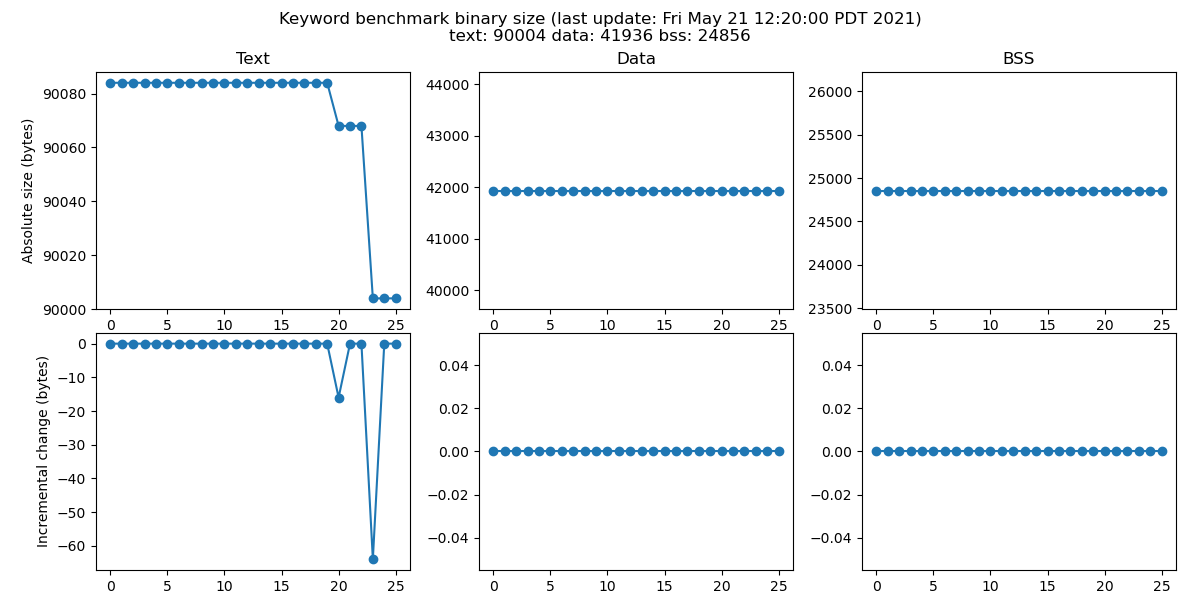 Keyword benchmark binary size (last update: Fri May 21 12:20:00 PDT 2021)
text: 90004 data: 41936 bss: 24856
Text
Absolute size (bytes)
90080
90060
90040
90020
90000
0 5 10 15 20 25
Data
44000
43000
42000
41000
40000
0 5 10 15 20 25
BSS
26000
25500
25000
24500
24000
23500
0 5 10 15 20 25
Incremental change (bytes)
0
−10
−20
−30
−40
−50
−60
0 5 10 15 20 25
0.04
0.02
0.00
−0.02
−0.04
0 5 10 15 20 25
0.04
0.02
0.00
−0.02
−0.04
0 5 10 15 20 25